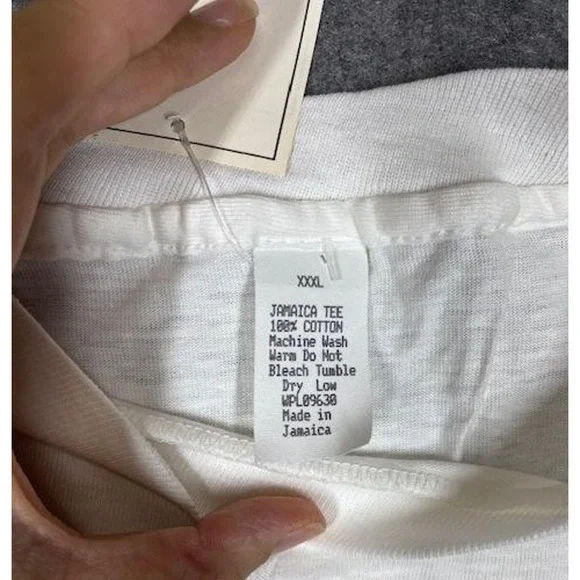 XXXL
JAMAICA TEE
100% COTTON
Machine Wash
Warm Do Not
Bleach Tumble
Dry Low
WPL09630
Made in
Jamaica